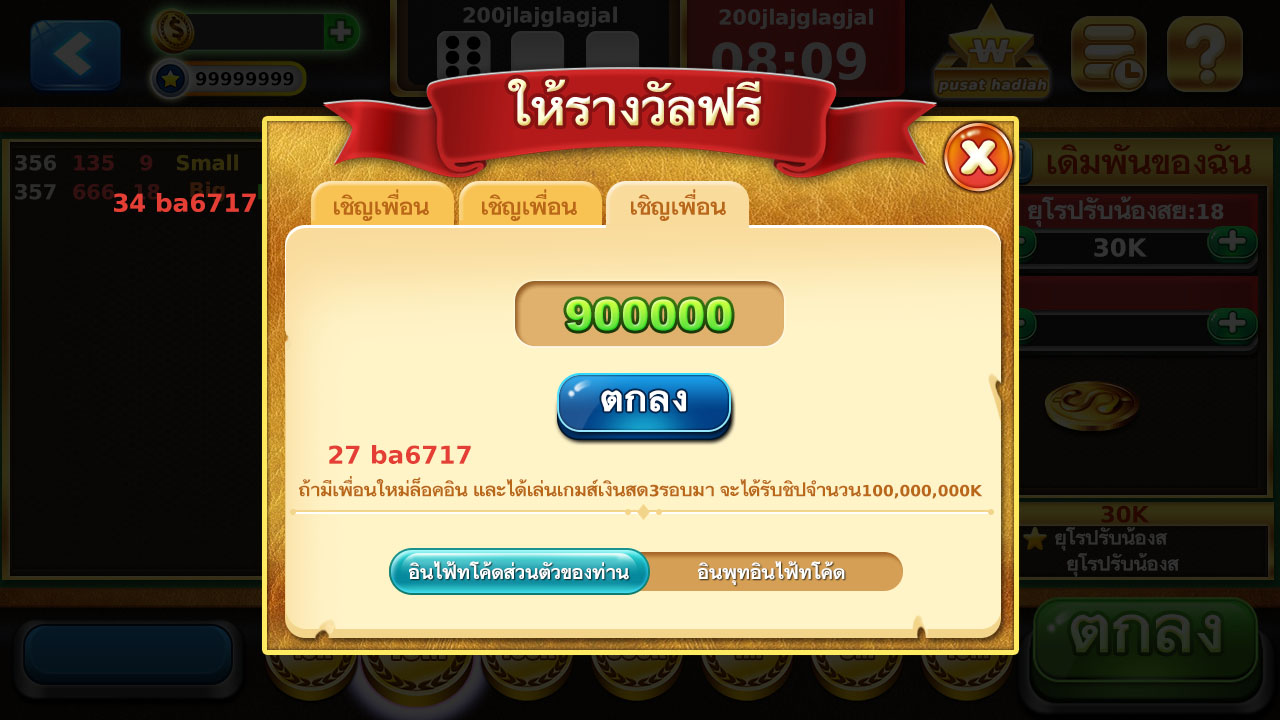 200jlajglagjal
200jlajglagjal
08:09
99999999
pusat hadiah
ให้รางวัลฟรี
356 135 9 Small
357 666 18 Big
34 ba6717
เดิมพันของฉัน
เชิญเพื่อน เชิญเพื่อน เชิญเพื่อน
ยุโรปรับน้องสย:18
30K
900000
ตกลง
27 ba6717
ถ้ามีเพื่อนใหม่ล็อคอิน และได้เล่นเกมส์เงินสด3รอบมา จะได้รับชิปจำนวน100,000,000K
30K
ยุโรปรับน้องส
ยุโรปรับน้องส
อินไฟ้ทโค้ดส่วนตัวของท่าน อินพุทอินไฟ้ทโค้ด
ตกลง